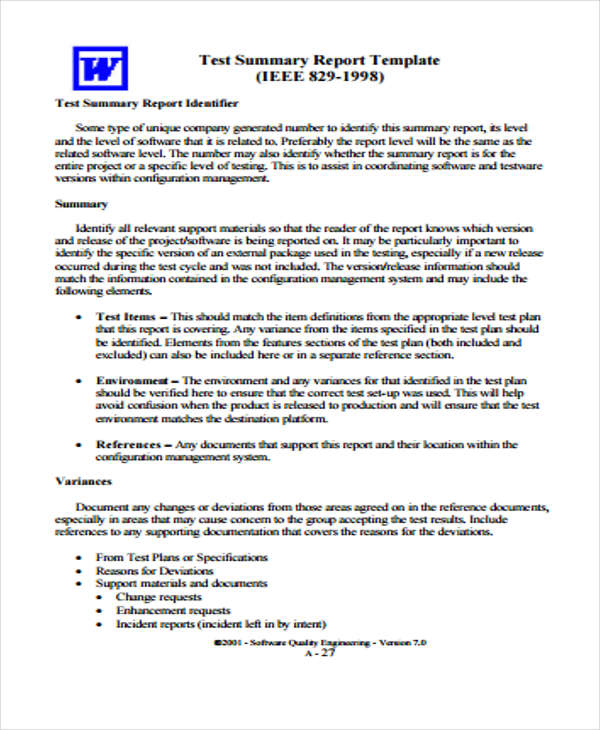 W
Test Summary Report Template
(IEEE 829-1998)
Test Summary Report Identifier
Some type of unique company generated number to identify this summary report, its level
and the level of software that it is related to. Preferably the report level will be the same as the
related software level. The number may also identify whether the summary report is for the
entire project or a specific level of testing. This is to assist in coordinating software and testware
versions within configuration management.
Summary
Identify all relevant support materials so that the reader of the report knows which version
and release of the project/software is being reported on. It may be particularly important to
identify the specific version of an external package used in the testing, especially if a new release
occurred during the test cycle and was not included. The version/release information should
match the information contained in the configuration management system and may include the
following elements.
• Test Items – This should match the item definitions from the appropriate level test plan
that this report is covering. Any variance from the items specified in the test plan should
be identified. Elements from the features sections of the test plan (both included and
excluded) can also be included here or in a separate reference section.
• Environment – The environment and any variances for that identified in the test plan
should be verified here to ensure that the correct test set-up was used. This will help
avoid confusion when the product is released to production and will ensure that the test
environment matches the destination platform.
• References – Any documents that support this report and their location within the
configuration management system.
Variances
Document any changes or deviations from those areas agreed on in the reference documents,
especially in areas that may cause concern to the group accepting the test results. Include
references to any supporting documentation that covers the reasons for the deviations.
• From Test Plans or Specifications
• Reasons for Deviations
• Support materials and documents
• Change requests
• Enhancement requests
• Incident reports (incident left in by intent)
©2001 - Software Quality Engineering - Version 7.0
A - 27